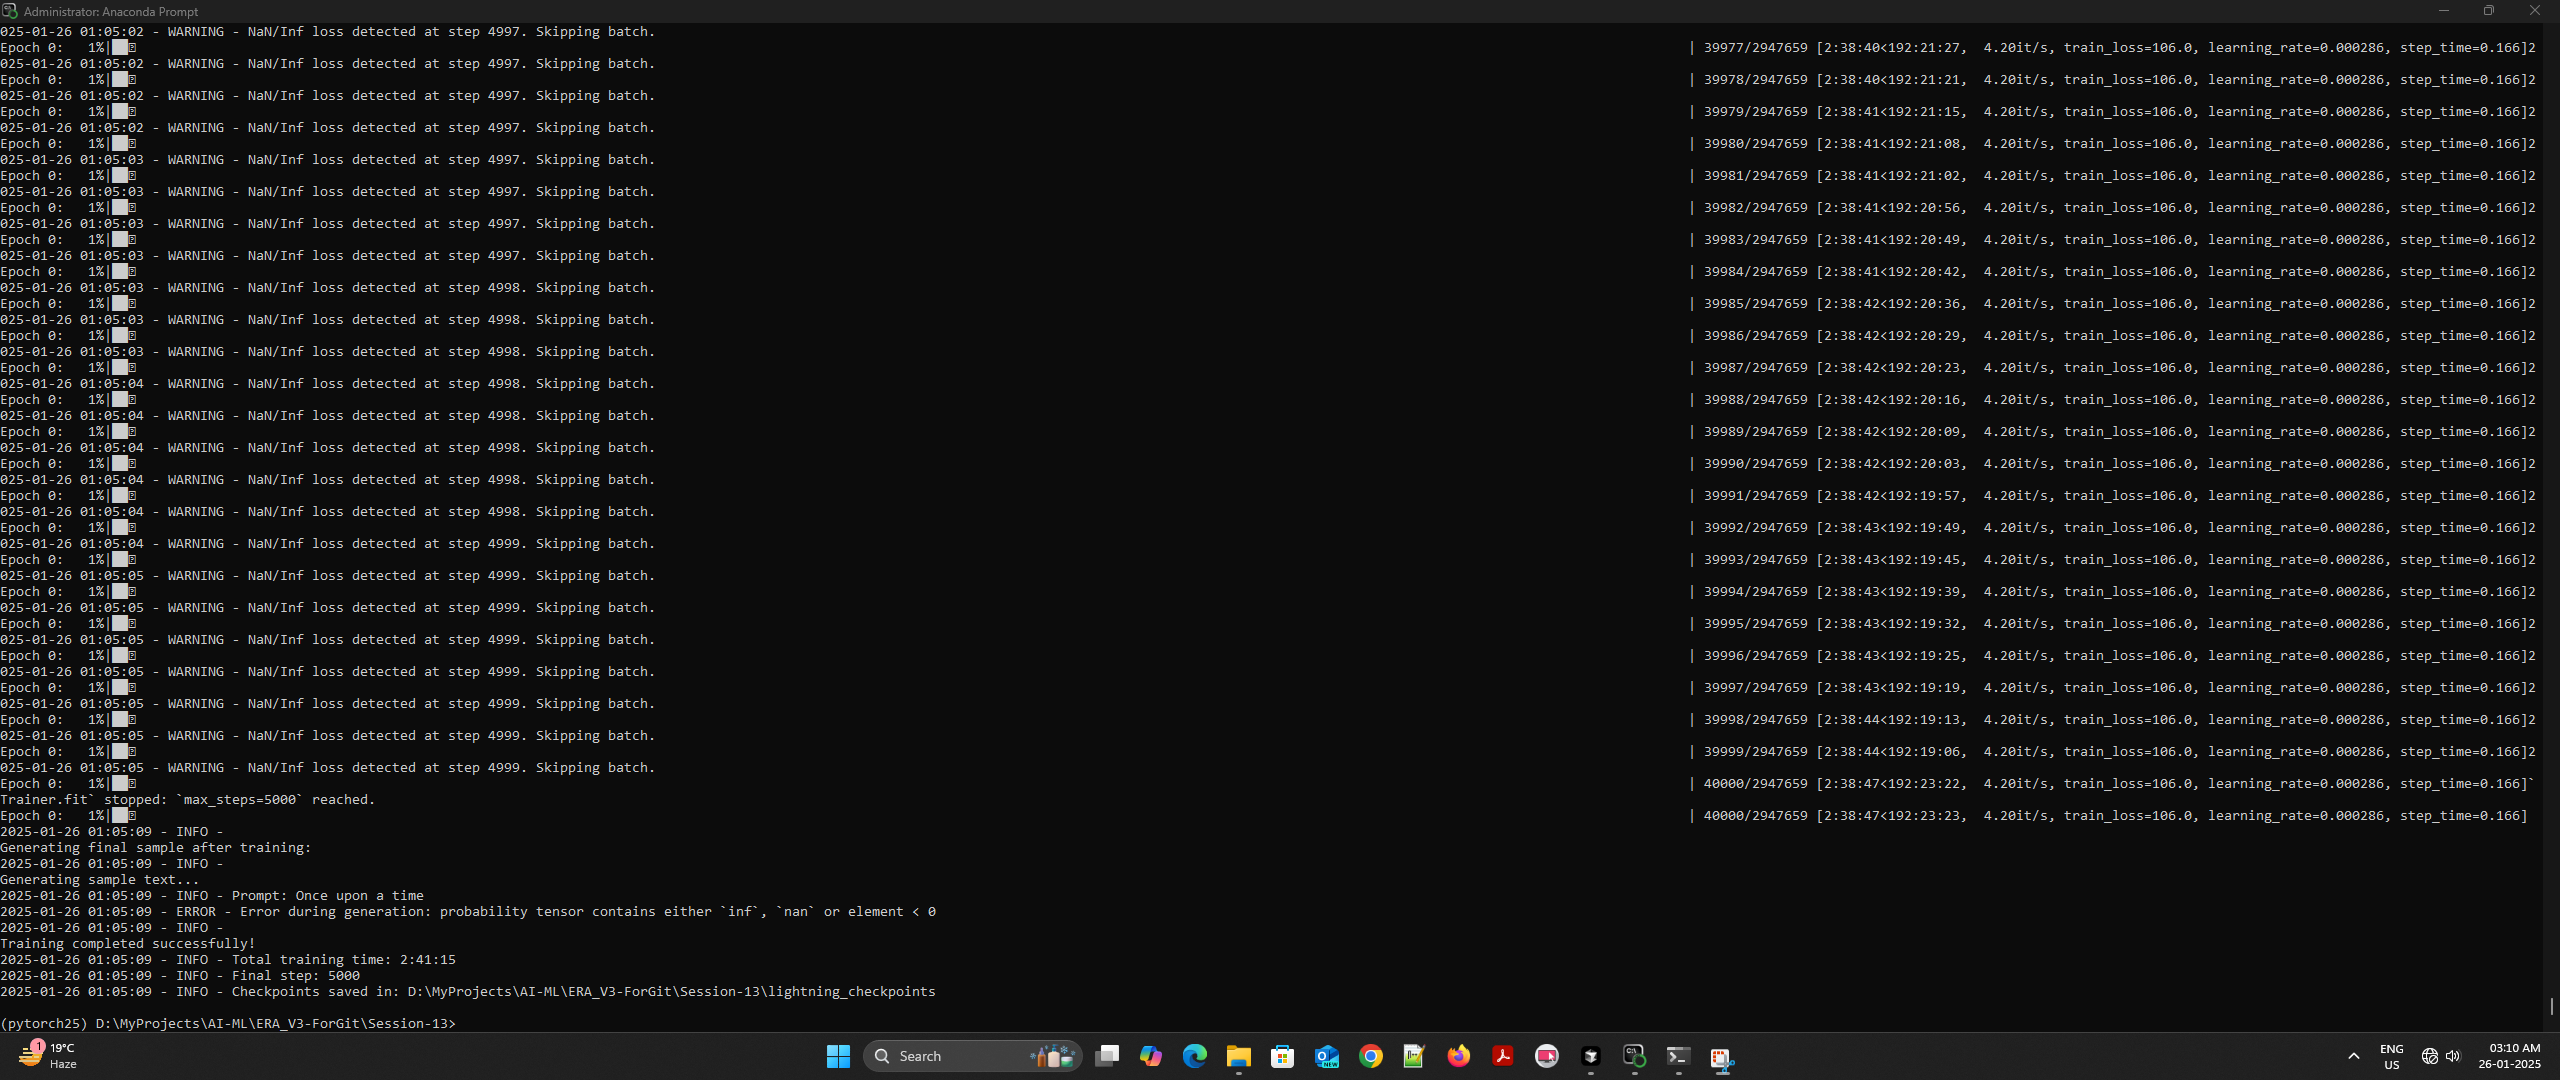 Administrator: Anaconda Prompt
025-01-26 01:05:02 - WARNING - NaN/Inf loss detected at step 4997. Skipping batch.
Epoch 0:   1%| | 39977/2947659 [2:38:40<192:21:27,  4.20it/s, train_loss=106.0, learning_rate=0.000286, step_time=0.166]2
025-01-26 01:05:02 - WARNING - NaN/Inf loss detected at step 4997. Skipping batch.
Epoch 0:   1%| | 39978/2947659 [2:38:40<192:21:21,  4.20it/s, train_loss=106.0, learning_rate=0.000286, step_time=0.166]2
025-01-26 01:05:02 - WARNING - NaN/Inf loss detected at step 4997. Skipping batch.
Epoch 0:   1%| | 39979/2947659 [2:38:41<192:21:15,  4.20it/s, train_loss=106.0, learning_rate=0.000286, step_time=0.166]2
025-01-26 01:05:02 - WARNING - NaN/Inf loss detected at step 4997. Skipping batch.
Epoch 0:   1%| | 39980/2947659 [2:38:41<192:21:08,  4.20it/s, train_loss=106.0, learning_rate=0.000286, step_time=0.166]2
025-01-26 01:05:03 - WARNING - NaN/Inf loss detected at step 4997. Skipping batch.
Epoch 0:   1%| | 39981/2947659 [2:38:41<192:21:02,  4.20it/s, train_loss=106.0, learning_rate=0.000286, step_time=0.166]2
025-01-26 01:05:03 - WARNING - NaN/Inf loss detected at step 4997. Skipping batch.
Epoch 0:   1%| | 39982/2947659 [2:38:41<192:20:56,  4.20it/s, train_loss=106.0, learning_rate=0.000286, step_time=0.166]2
025-01-26 01:05:03 - WARNING - NaN/Inf loss detected at step 4997. Skipping batch.
Epoch 0:   1%| | 39983/2947659 [2:38:41<192:20:49,  4.20it/s, train_loss=106.0, learning_rate=0.000286, step_time=0.166]2
025-01-26 01:05:03 - WARNING - NaN/Inf loss detected at step 4997. Skipping batch.
Epoch 0:   1%| | 39984/2947659 [2:38:41<192:20:42,  4.20it/s, train_loss=106.0, learning_rate=0.000286, step_time=0.166]2
025-01-26 01:05:03 - WARNING - NaN/Inf loss detected at step 4998. Skipping batch.
Epoch 0:   1%| | 39985/2947659 [2:38:42<192:20:36,  4.20it/s, train_loss=106.0, learning_rate=0.000286, step_time=0.166]2
025-01-26 01:05:03 - WARNING - NaN/Inf loss detected at step 4998. Skipping batch.
Epoch 0:   1%| | 39986/2947659 [2:38:42<192:20:29,  4.20it/s, train_loss=106.0, learning_rate=0.000286, step_time=0.166]2
025-01-26 01:05:03 - WARNING - NaN/Inf loss detected at step 4998. Skipping batch.
Epoch 0:   1%| | 39987/2947659 [2:38:42<192:20:23,  4.20it/s, train_loss=106.0, learning_rate=0.000286, step_time=0.166]2
025-01-26 01:05:04 - WARNING - NaN/Inf loss detected at step 4998. Skipping batch.
Epoch 0:   1%| | 39988/2947659 [2:38:42<192:20:16,  4.20it/s, train_loss=106.0, learning_rate=0.000286, step_time=0.166]2
025-01-26 01:05:04 - WARNING - NaN/Inf loss detected at step 4998. Skipping batch.
Epoch 0:   1%| | 39989/2947659 [2:38:42<192:20:09,  4.20it/s, train_loss=106.0, learning_rate=0.000286, step_time=0.166]2
025-01-26 01:05:04 - WARNING - NaN/Inf loss detected at step 4998. Skipping batch.
Epoch 0:   1%| | 39990/2947659 [2:38:42<192:20:03,  4.20it/s, train_loss=106.0, learning_rate=0.000286, step_time=0.166]2
025-01-26 01:05:04 - WARNING - NaN/Inf loss detected at step 4998. Skipping batch.
Epoch 0:   1%| | 39991/2947659 [2:38:42<192:19:57,  4.20it/s, train_loss=106.0, learning_rate=0.000286, step_time=0.166]2
025-01-26 01:05:04 - WARNING - NaN/Inf loss detected at step 4998. Skipping batch.
Epoch 0:   1%| | 39992/2947659 [2:38:43<192:19:49,  4.20it/s, train_loss=106.0, learning_rate=0.000286, step_time=0.166]2
025-01-26 01:05:04 - WARNING - NaN/Inf loss detected at step 4999. Skipping batch.
Epoch 0:   1%| | 39993/2947659 [2:38:43<192:19:45,  4.20it/s, train_loss=106.0, learning_rate=0.000286, step_time=0.166]2
025-01-26 01:05:05 - WARNING - NaN/Inf loss detected at step 4999. Skipping batch.
Epoch 0:   1%| | 39994/2947659 [2:38:43<192:19:39,  4.20it/s, train_loss=106.0, learning_rate=0.000286, step_time=0.166]2
025-01-26 01:05:05 - WARNING - NaN/Inf loss detected at step 4999. Skipping batch.
Epoch 0:   1%| | 39995/2947659 [2:38:43<192:19:32,  4.20it/s, train_loss=106.0, learning_rate=0.000286, step_time=0.166]2
025-01-26 01:05:05 - WARNING - NaN/Inf loss detected at step 4999. Skipping batch.
Epoch 0:   1%| | 39996/2947659 [2:38:43<192:19:25,  4.20it/s, train_loss=106.0, learning_rate=0.000286, step_time=0.166]2
025-01-26 01:05:05 - WARNING - NaN/Inf loss detected at step 4999. Skipping batch.
Epoch 0:   1%| | 39997/2947659 [2:38:43<192:19:19,  4.20it/s, train_loss=106.0, learning_rate=0.000286, step_time=0.166]2
025-01-26 01:05:05 - WARNING - NaN/Inf loss detected at step 4999. Skipping batch.
Epoch 0:   1%| | 39998/2947659 [2:38:44<192:19:13,  4.20it/s, train_loss=106.0, learning_rate=0.000286, step_time=0.166]2
025-01-26 01:05:05 - WARNING - NaN/Inf loss detected at step 4999. Skipping batch.
Epoch 0:   1%| | 39999/2947659 [2:38:44<192:19:06,  4.20it/s, train_loss=106.0, learning_rate=0.000286, step_time=0.166]2
025-01-26 01:05:05 - WARNING - NaN/Inf loss detected at step 4999. Skipping batch.
Epoch 0:   1%| | 40000/2947659 [2:38:47<192:23:22,  4.20it/s, train_loss=106.0, learning_rate=0.000286, step_time=0.166]`
Trainer.fit` stopped: `max_steps=5000` reached.
Epoch 0:   1%| | 40000/2947659 [2:38:47<192:23:23,  4.20it/s, train_loss=106.0, learning_rate=0.000286, step_time=0.166]
2025-01-26 01:05:09 - INFO -
Generating final sample after training:
2025-01-26 01:05:09 - INFO -
Generating sample text...
2025-01-26 01:05:09 - INFO - Prompt: Once upon a time
2025-01-26 01:05:09 - ERROR - Error during generation: probability tensor contains either `inf`, `nan` or element < 0
2025-01-26 01:05:09 - INFO -
Training completed successfully!
2025-01-26 01:05:09 - INFO - Total training time: 2:41:15
2025-01-26 01:05:09 - INFO - Final step: 5000
2025-01-26 01:05:09 - INFO - Checkpoints saved in: D:\MyProjects\AI-ML\ERA_V3-ForGit\Session-13\lightning_checkpoints
(pytorch25) D:\MyProjects\AI-ML\ERA_V3-ForGit\Session-13>
1
19°C
Haze
Search
NEW
ENG
US
03:10 AM
26-01-2025